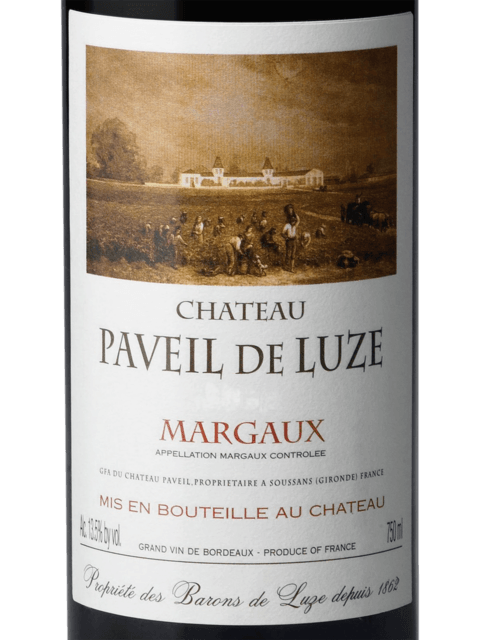 CHATEAU
PAVEIL DE LUZE
MARGAUX
APPELLATION MARGAUX CONTROLEE
GFA DU CHATEAU PAVEIL, PROPRIETAIRE A SOUSSANS (GIRONDE) FRANCE
MIS EN BOUTEILLE AU CHATEAU
Alc. 13.5% by vol.
750 ml
GRAND VIN DE BORDEAUX - PRODUCE OF FRANCE
Propriété des Barons de Luze depuis 1862